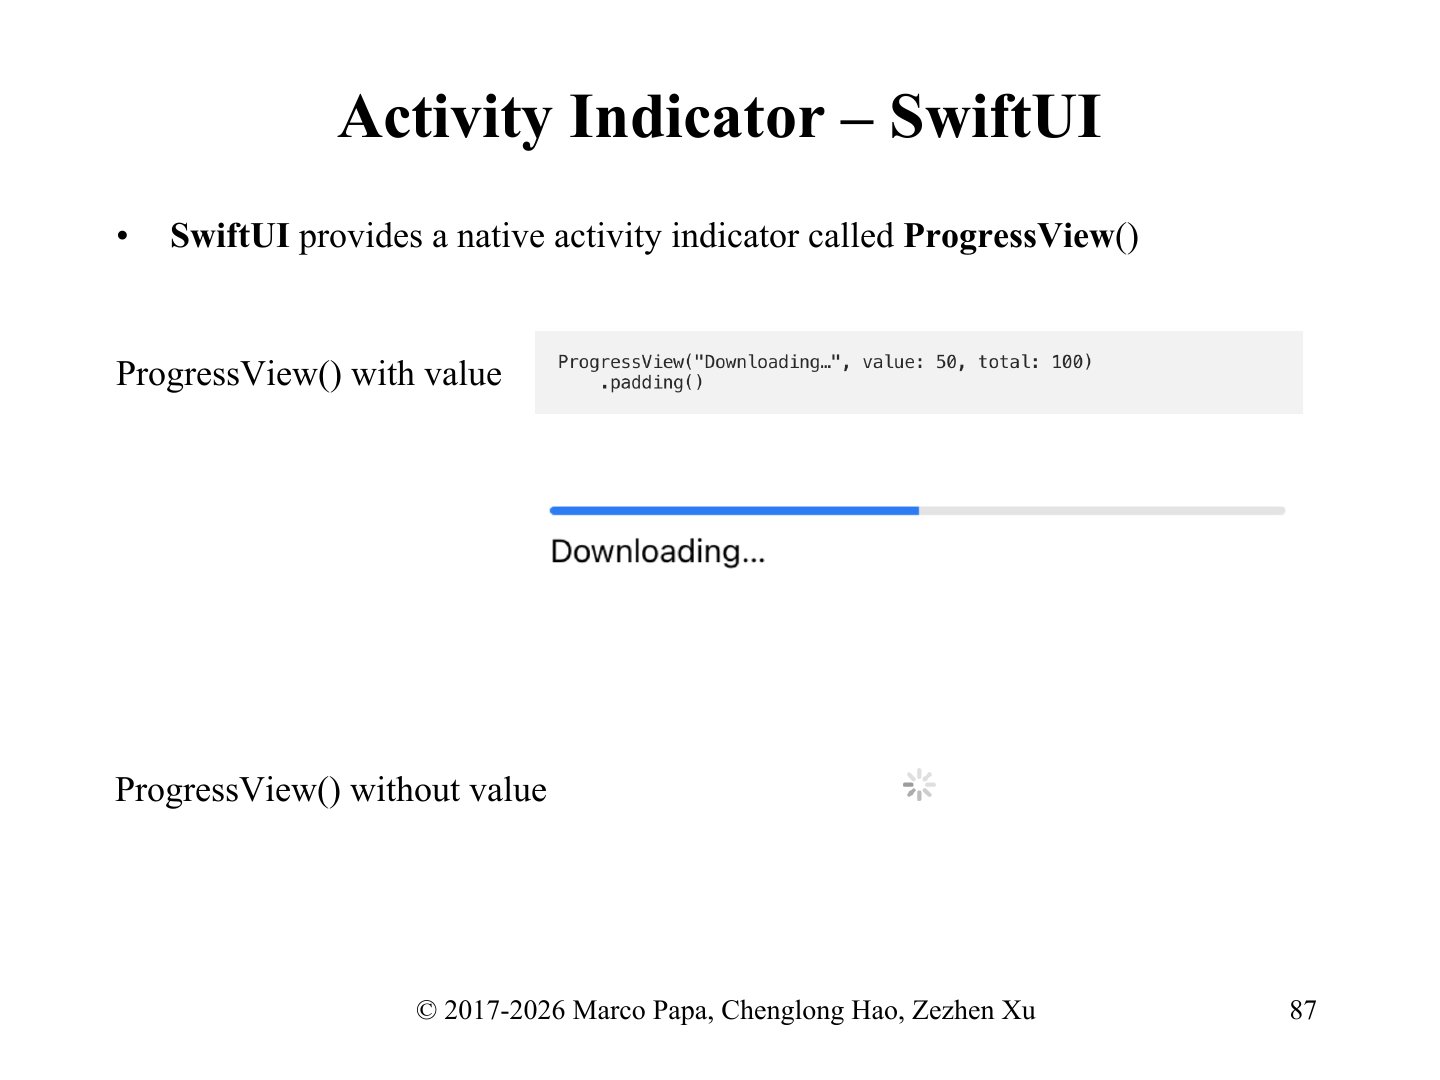 Activity Indicator – SwiftUI
• SwiftUI provides a native activity indicator called ProgressView()
ProgressView() with value
ProgressView("Downloading…", value: 50, total: 100)
    .padding()
Downloading...
ProgressView() without value
© 2017-2026 Marco Papa, Chenglong Hao, Zezhen Xu
87